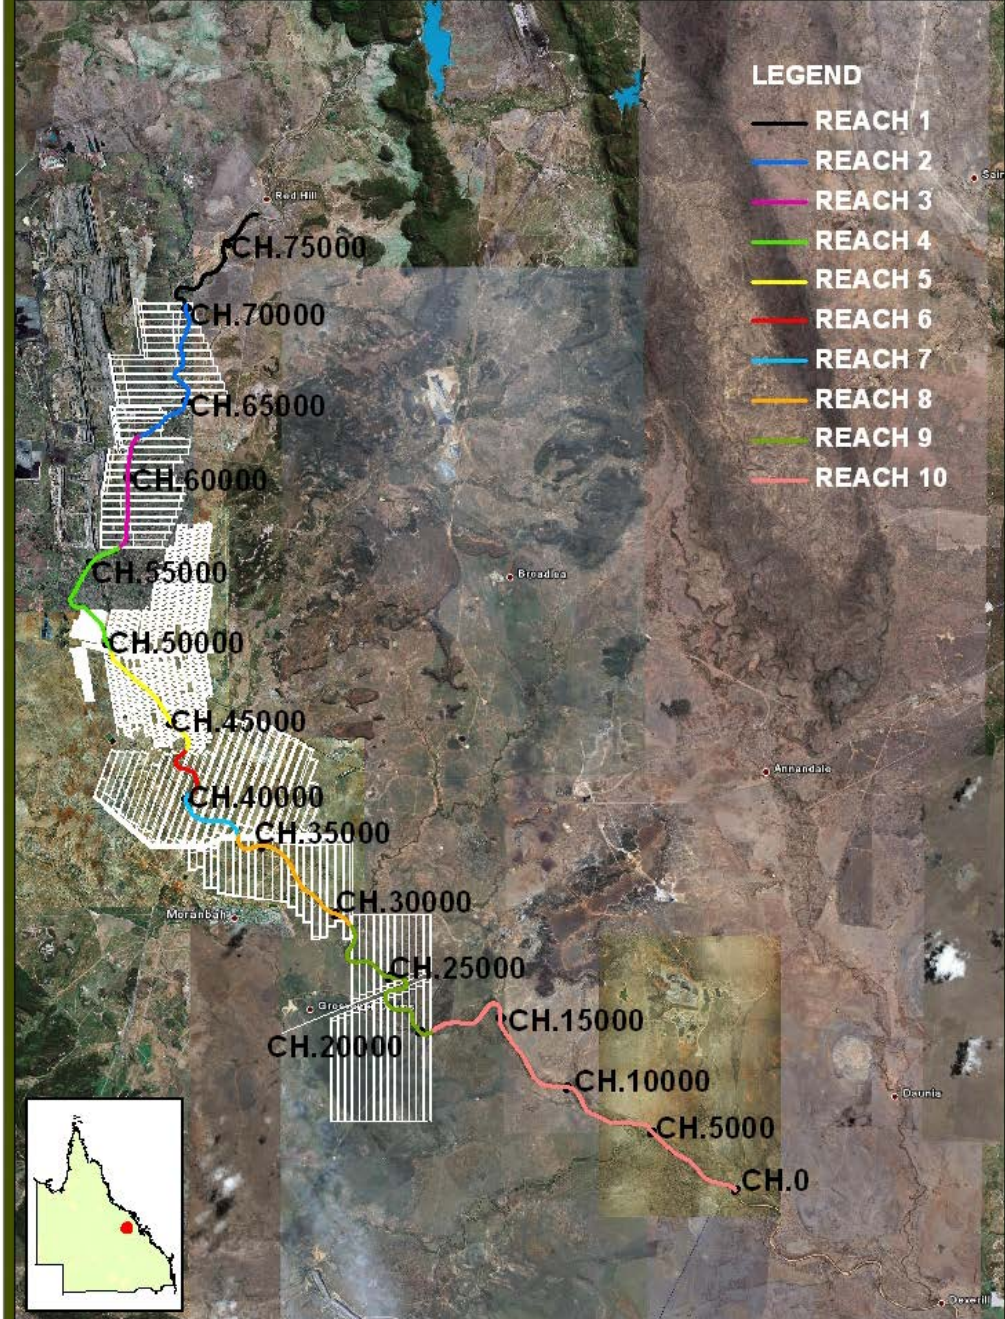 LEGEND
REACH 1
REACH 2
REACH 3
REACH 4
REACH 5
REACH 6
REACH 7
REACH 8
REACH 9
REACH 10
Red Hill
CH.75000
CH.70000
CH.65000
CH.60000
CH.55000
Broadlea
CH.50000
CH.45000
Annandale
CH.40000
CH.35000
CH.30000
Moranbah
CH.25000
CH.15000
CH.20000
CH.10000
Daunia
CH.5000
CH.0